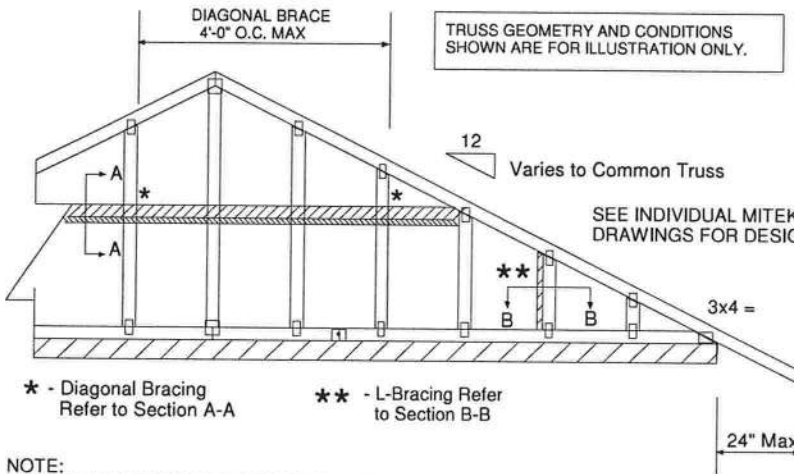 DIAGONAL BRACE
4'-0" O.C. MAX
TRUSS GEOMETRY AND CONDITIONS
SHOWN ARE FOR ILLUSTRATION ONLY.
12
Varies to Common Truss
A
*
*
SEE INDIVIDUAL MITEK
DRAWINGS FOR DESIG
A
**
B
B
3x4 =
* - Diagonal Bracing
Refer to Section A-A
** - L-Bracing Refer
to Section B-B
24" Max
NOTE: